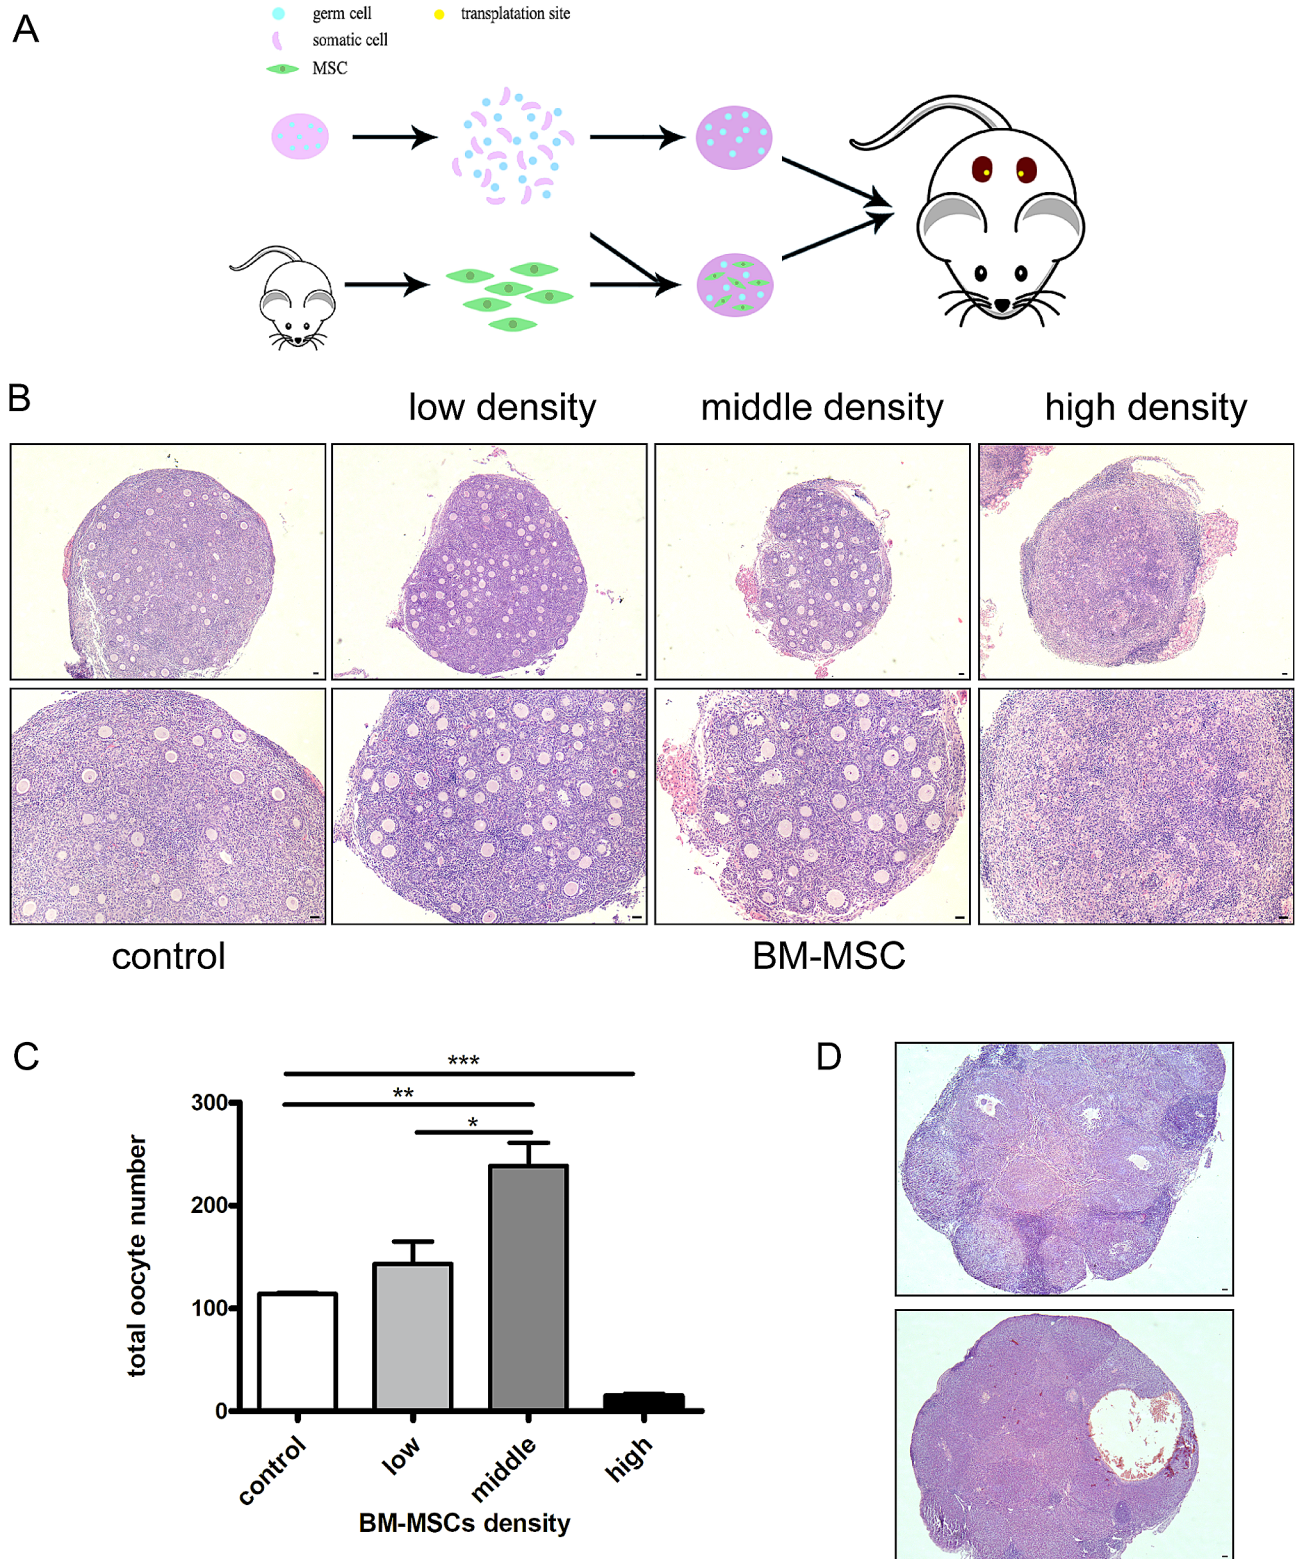 A
germ cell
transplatation site
somatic cell
MSC
B
low density
middle density
high density
control
BM-MSC
C
***
**
*
300
200
100
0
total oocyte number
control
low
middle
high
BM-MSCs density
D